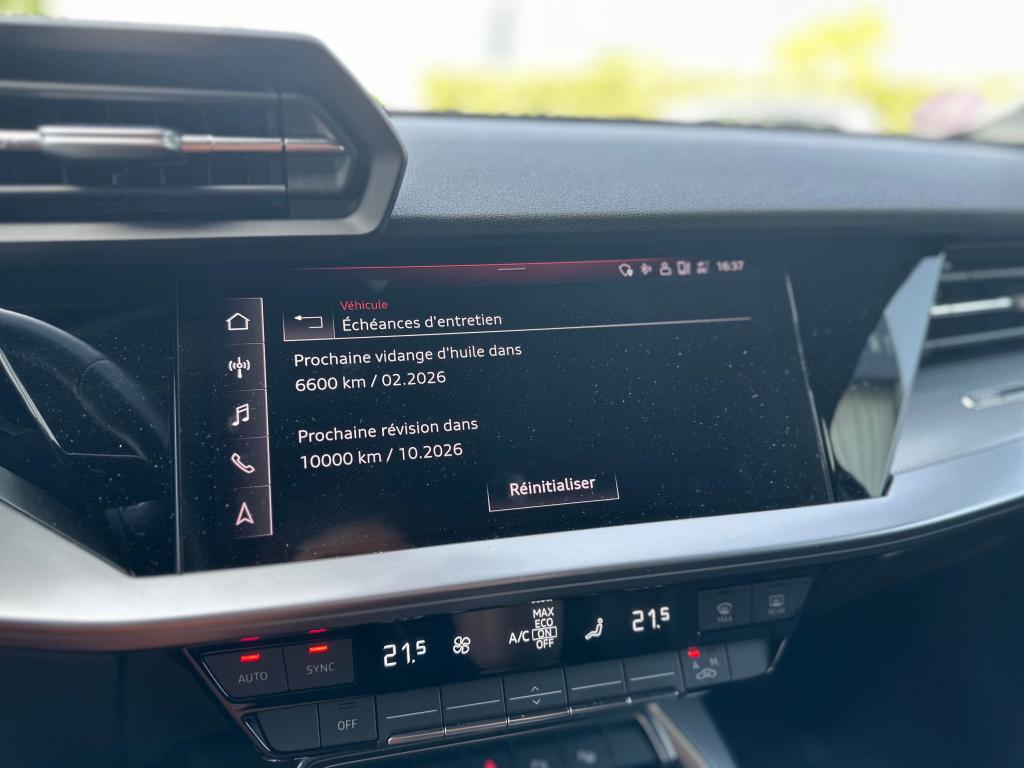 16:37
Véhicule
Échéances d'entretien
Prochaine vidange d'huile dans
6600 km / 02.2026
Prochaine révision dans
10000 km / 10.2026
Réinitialiser
MAX
ECO
A/C ON
OFF
21.5
21.5
MAX
REAR
AUTO
SYNC
A M
OFF